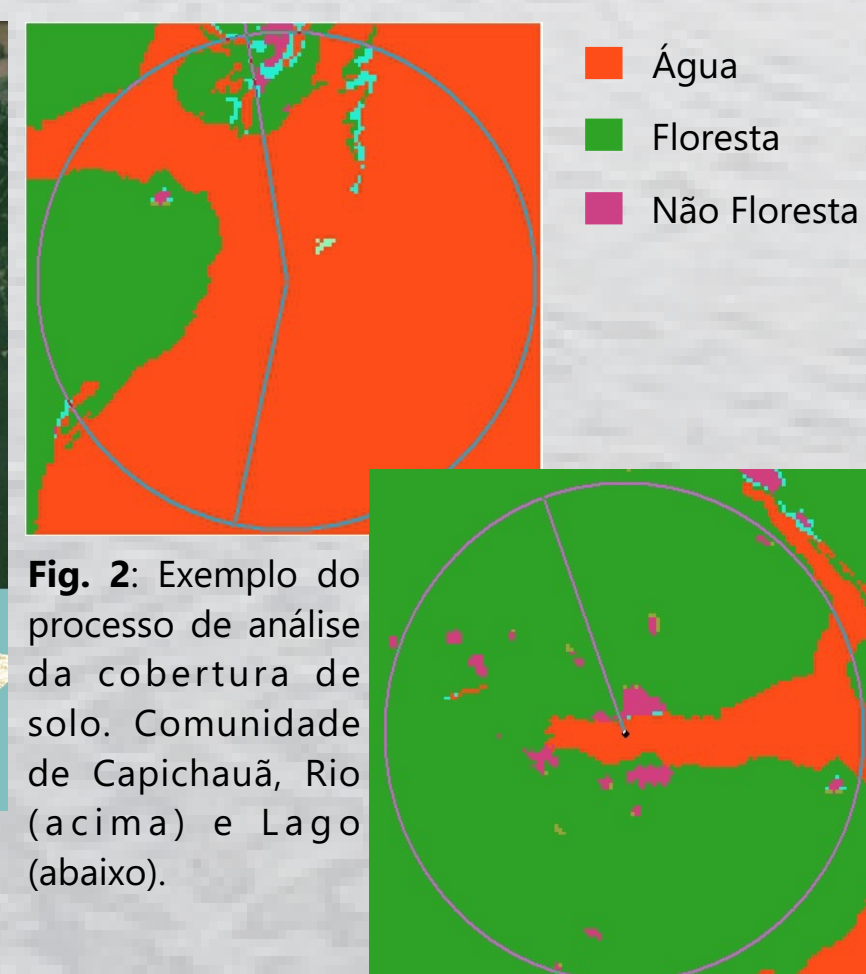 Água
Floresta
Não Floresta
Fig. 2: Exemplo do
processo de análise
da cobertura de
solo. Comunidade
de Capichauã, Rio
(acima) e Lago
(abaixo).